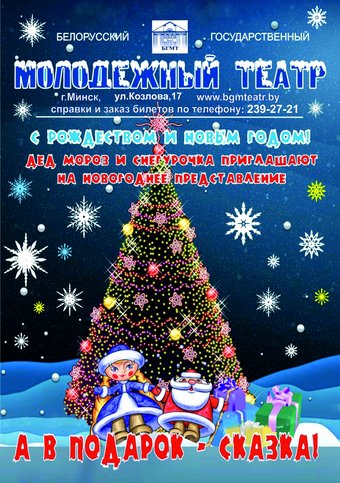 БЕЛОРУССКИЙ БГМТ ГОСУДАРСТВЕННЫЙ
МОЛОДЕЖНЫЙ ТЕАТР
г.Минск, ул.Козлова,17 www.bgmteatr.by
справки и заказ билетов по телефону: 239-27-21
С РОЖДЕСТВОМ И НОВЫМ ГОДОМ!
ДЕД МОРОЗ И СНЕГУРОЧКА ПРИГЛАШАЮТ
НА НОВОГОДНЕЕ ПРЕДСТАВЛЕНИЕ
А В ПОДАРОК - СКАЗКА!